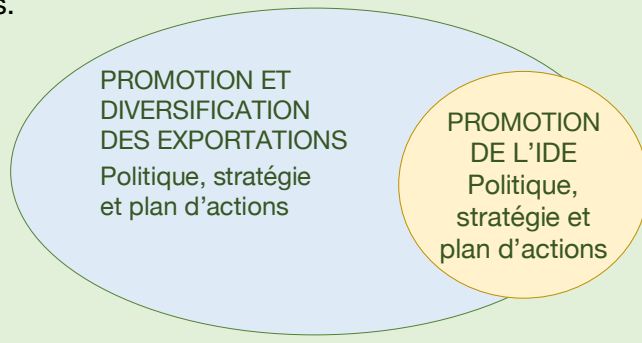 s.
PROMOTION ET
DIVERSIFICATION
DES EXPORTATIONS
Politique, stratégie
et plan d'actions
PROMOTION
DE L'IDE
Politique,
stratégie et
plan d'actions